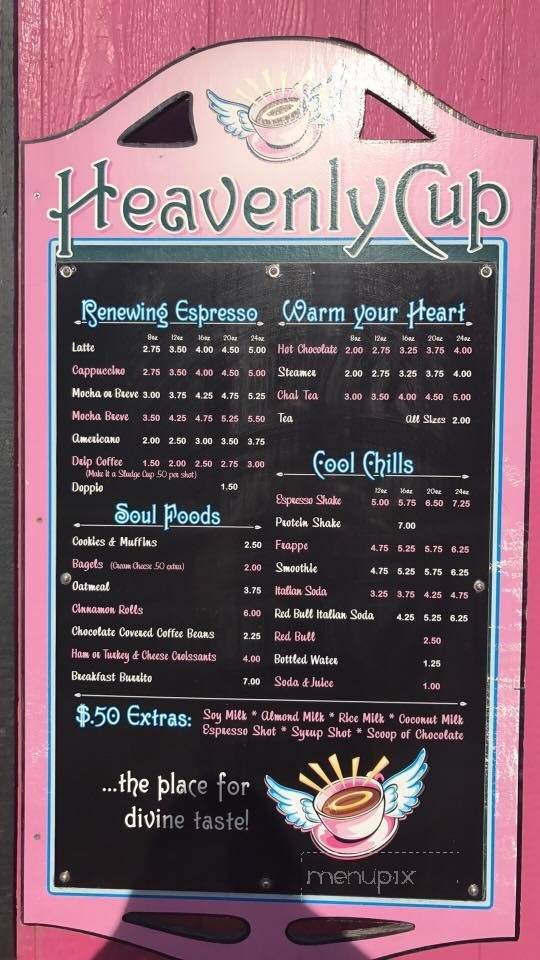 Heavenly Cup
Renewing Espresso
8oz 12oz 16oz 20oz 24oz
Latte 2.75 3.50 4.00 4.50 5.00
Cappuccino 2.75 3.50 4.00 4.50 5.00
Mocha or Breve 3.00 3.75 4.25 4.75 5.25
Mocha Breve 3.50 4.25 4.75 5.25 5.50
Americano 2.00 2.50 3.00 3.50 3.75
Drip Coffee 1.50 2.00 2.50 2.75 3.00
(Make it a Sludge Cup .50 per shot)
Doppio 1.50
Soul Foods
Cookies & Muffins 2.50
Bagels (Cream Cheese .50 extra) 2.00
Oatmeal 3.75
Cinnamon Rolls 6.00
Chocolate Covered Coffee Beans 2.25
Ham or Turkey & Cheese Croissants 4.00
Breakfast Burrito 7.00
Warm your Heart
8oz 12oz 16oz 20oz 24oz
Hot Chocolate 2.00 2.75 3.25 3.75 4.00
Steamer 2.00 2.75 3.25 3.75 4.00
Chai Tea 3.00 3.50 4.00 4.50 5.00
Tea All Sizes 2.00
Cool Chills
12oz 16oz 20oz 24oz
Espresso Shake 5.00 5.75 6.50 7.25
Protein Shake 7.00
Frappe 4.75 5.25 5.75 6.25
Smoothie 4.75 5.25 5.75 6.25
Italian Soda 3.25 3.75 4.25 4.75
Red Bull Italian Soda 4.25 5.25 6.25
Red Bull 2.50
Bottled Water 1.25
Soda & Juice 1.00
$.50 Extras: Soy Milk * Almond Milk * Rice Milk * Coconut Milk
Espresso Shot * Syrup Shot * Scoop of Chocolate
...the place for
divine taste!
menupix